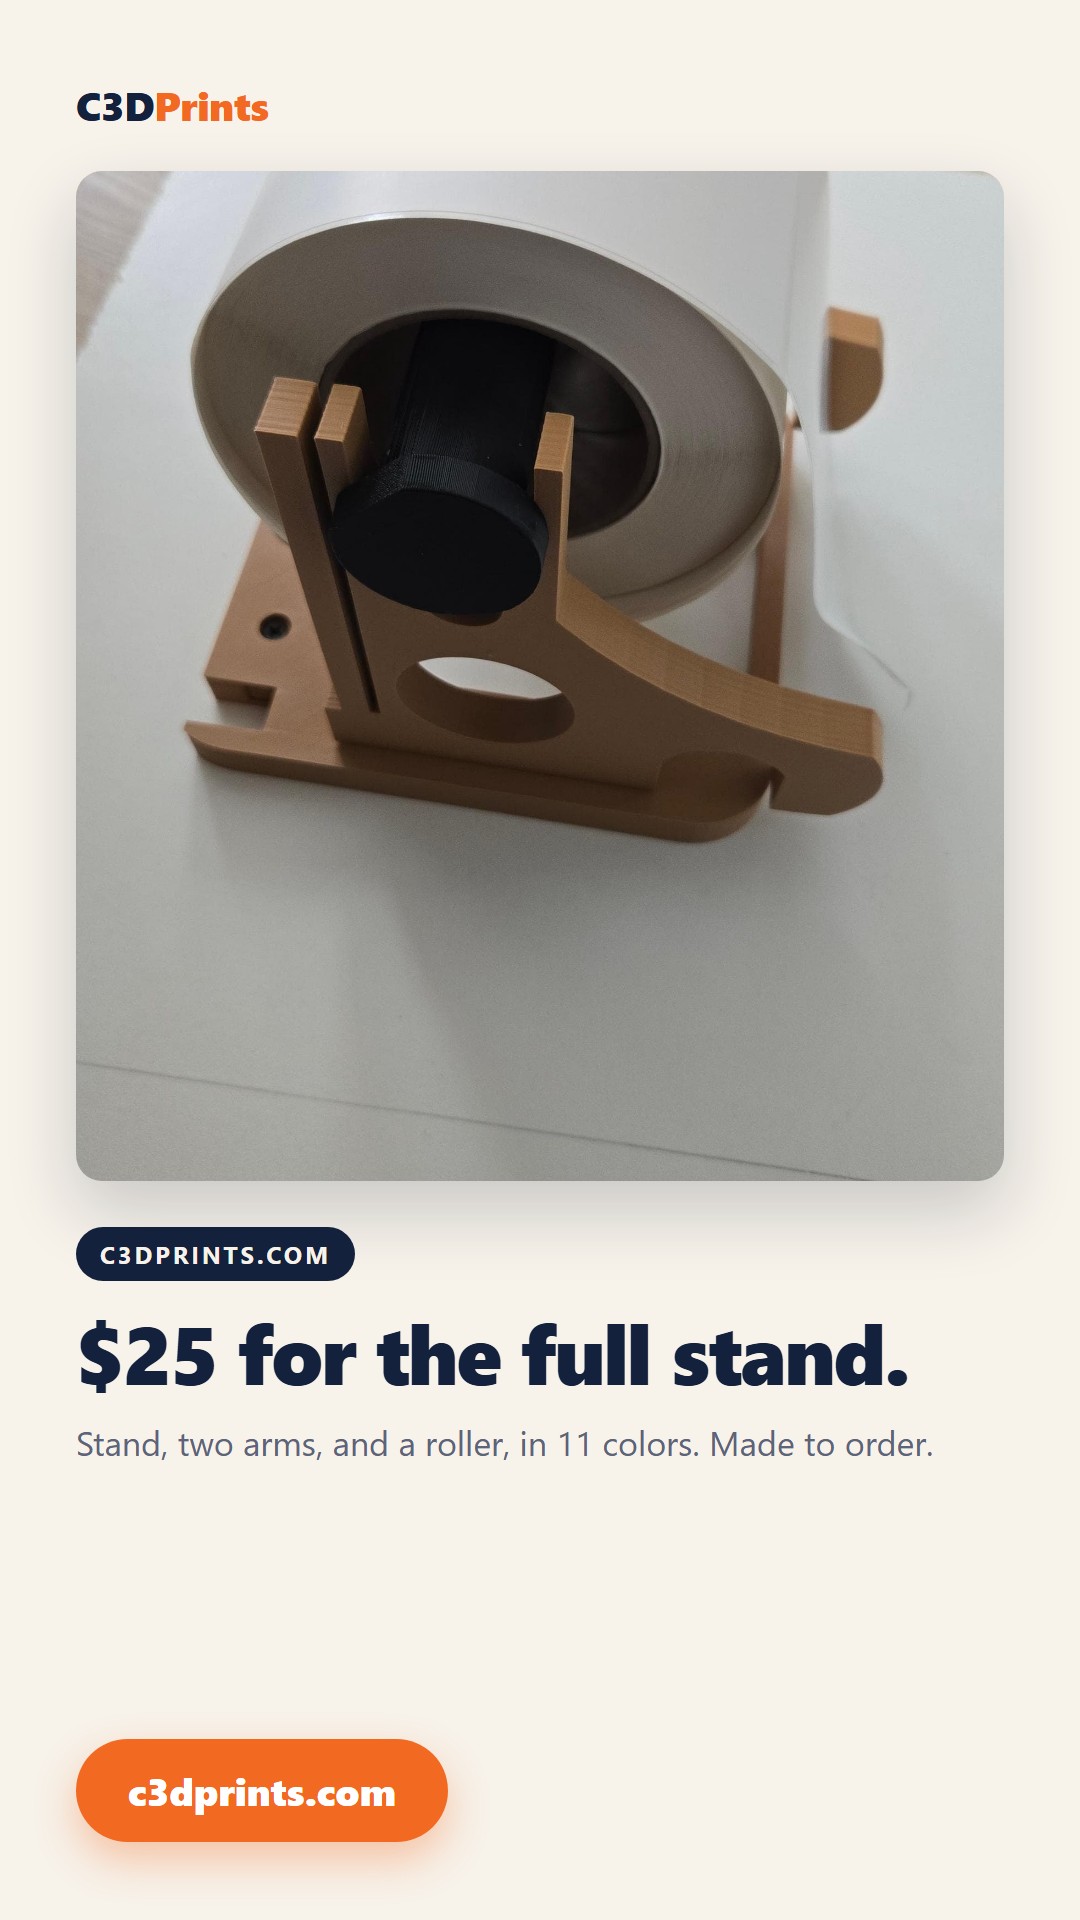 C3DPrints
C3DPRINTS.COM
$25 for the full stand.
Stand, two arms, and a roller, in 11 colors. Made to order.
c3dprints.com